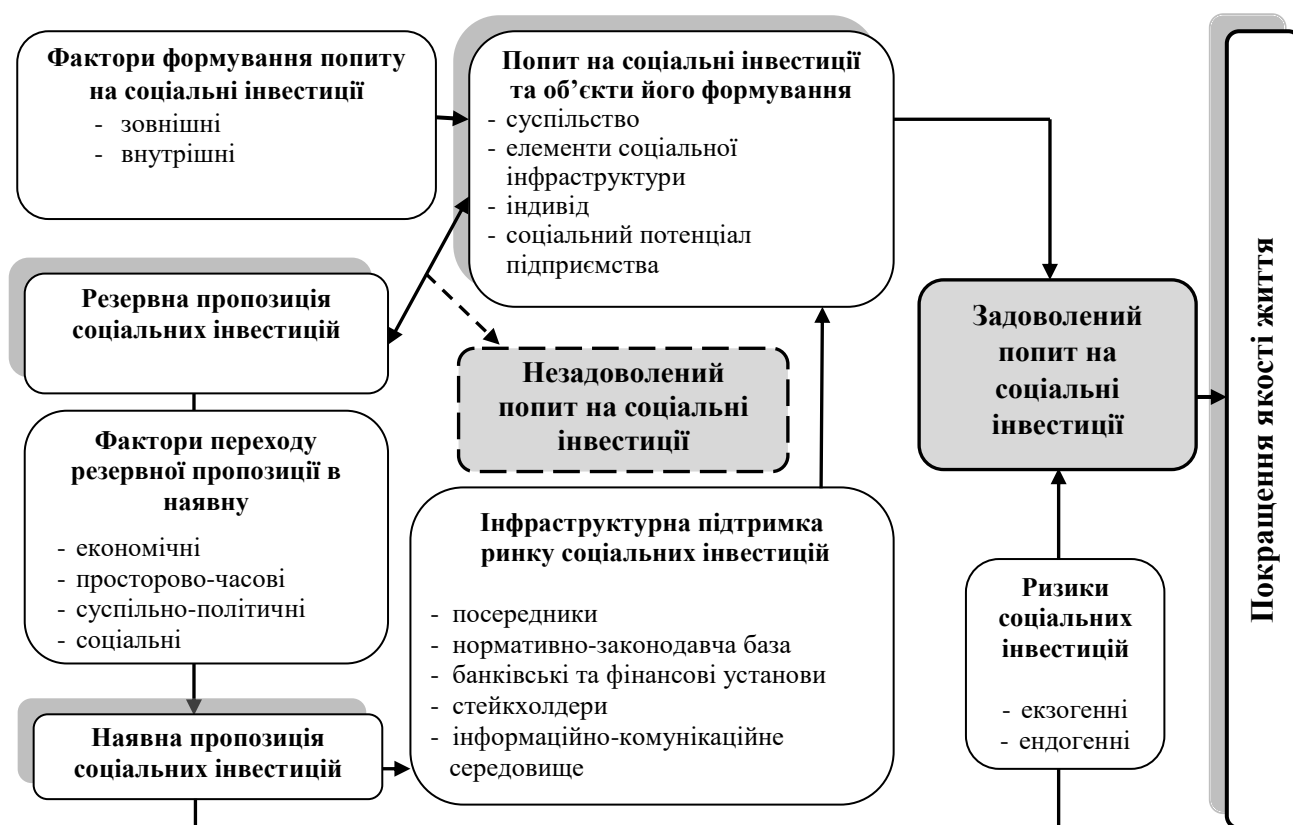 Фактори формування попиту
на соціальні інвестиції
- зовнішні
- внутрішні
Попит на соціальні інвестиції
та об’єкти його формування
- суспільство
- елементи соціальної
інфраструктури
- індивід
- соціальний потенціал
підприємства
Резервна пропозиція
соціальних інвестицій
Незадоволений
попит на соціальні
інвестиції
Задоволений
попит на
соціальні
інвестиції
Покращення якості життя
Фактори переходу
резервної пропозиції в
наявну
- економічні
- просторово-часові
- суспільно-політичні
- соціальні
Інфраструктурна підтримка
ринку соціальних інвестицій
- посередники
- нормативно-законодавча база
- банківські та фінансові установи
- стейкхолдери
- інформаційно-комунікаційне
середовище
Ризики
соціальних
інвестицій
- екзогенні
- ендогенні
Наявна пропозиція
соціальних інвестицій